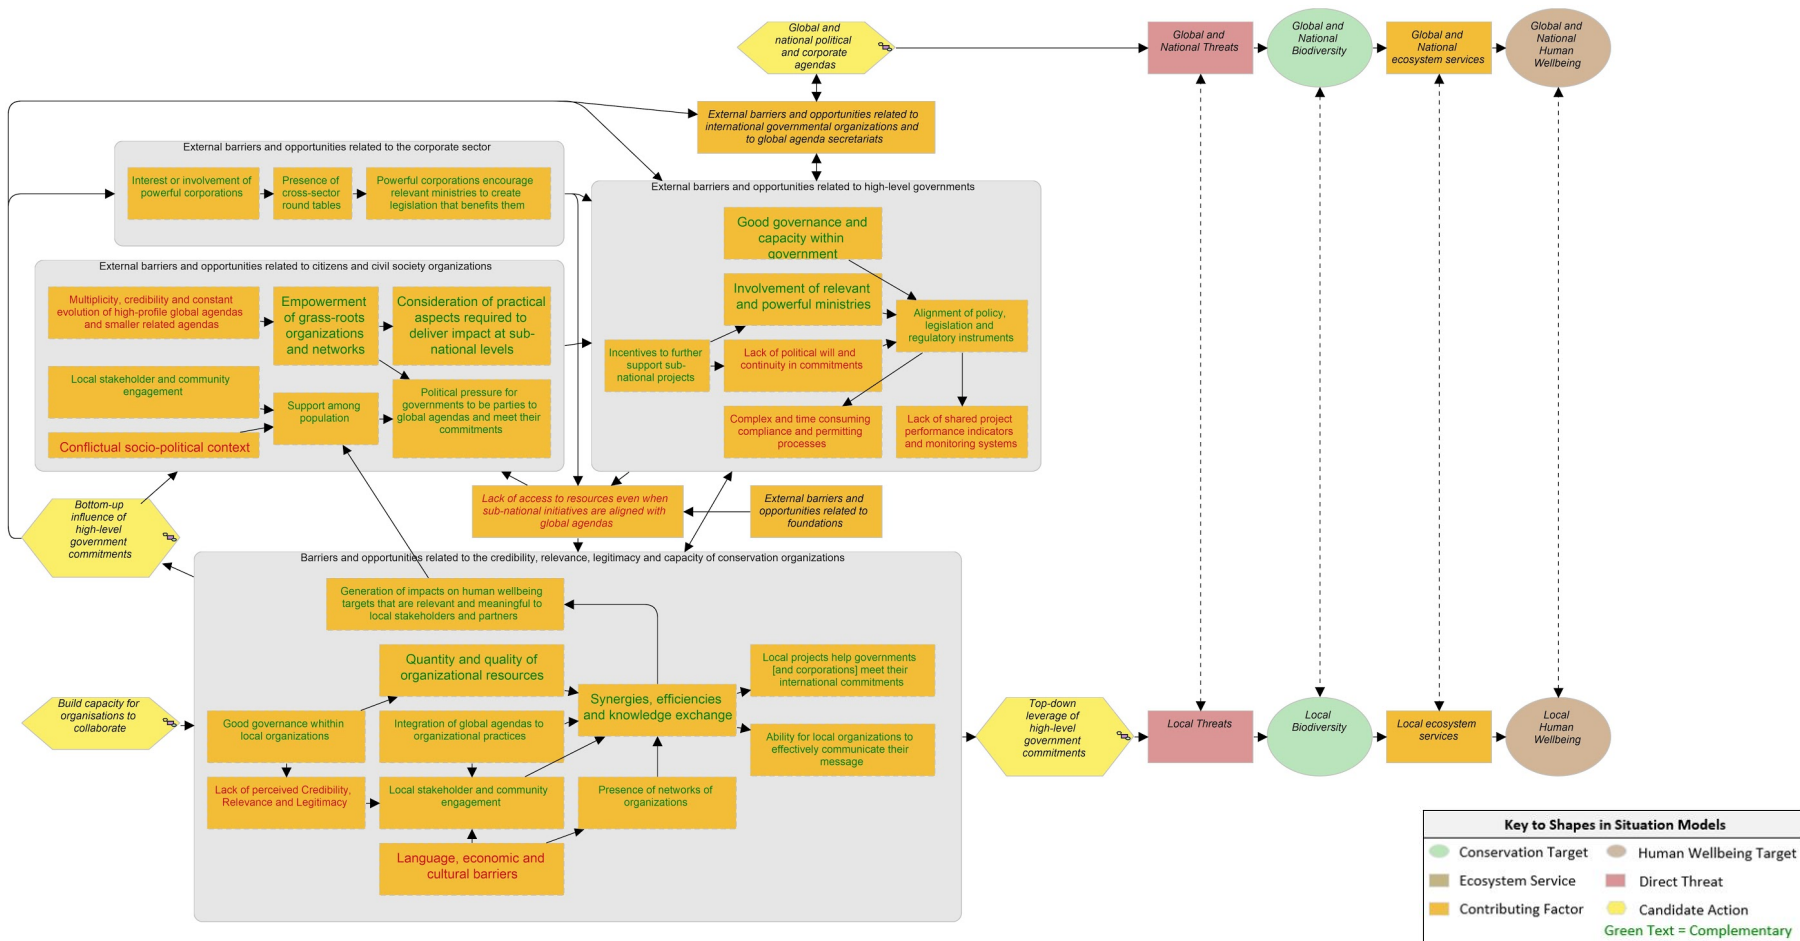 Global and
national political
and corporate
agendas
Global and
National Threats
Global and
National
Biodiversity
Global and
National
ecosystem services
Global and
National
Human
Wellbeing
External barriers and opportunities related to
international governmental organizations and
to global agenda secretariats
External barriers and opportunities related to the corporate sector
Interest or involvement of
powerful corporations
Presence of
cross-sector
round tables
Powerful corporations encourage
relevant ministries to create
legislation that benefits them
External barriers and opportunities related to high-level governments
Good governance and
capacity within
government
Involvement of relevant
and powerful ministries
Alignment of policy,
legislation and
regulatory instruments
Incentives to further
support sub-
national projects
Lack of political will and
continuity in commitments
Complex and time consuming
compliance and permitting
processes
Lack of shared project
performance indicators
and monitoring systems
External barriers and opportunities related to citizens and civil society organizations
Multiplicity, credibility and constant
evolution of high-profile global agendas
and smaller related agendas
Empowerment
of grass-roots
organizations
and networks
Consideration of practical
aspects required to
deliver impact at sub-
national levels
Local stakeholder and community
engagement
Support among
population
Political pressure for
governments to be parties to
global agendas and meet their
commitments
Conflictual socio-political context
Bottom-up
influence of
high-level
government
commitments
Lack of access to resources even when
sub-national initiatives are aligned with
global agendas
External barriers and
opportunities related to
foundations
Barriers and opportunities related to the credibility, relevance, legitimacy and capacity of conservation organizations
Generation of impacts on human wellbeing
targets that are relevant and meaningful to
local stakeholders and partners
Quantity and quality of
organizational resources
Local projects help governments
[and corporations] meet their
international commitments
Synergies, efficiencies
and knowledge exchange
Build capacity for
organisations to
collaborate
Good governance whithin
local organizations
Integration of global agendas to
organizational practices
Ability for local organizations to
effectively communicate their
message
Lack of perceived Credibility,
Relevance and Legitimacy
Local stakeholder and community
engagement
Presence of networks of
organizations
Language, economic and
cultural barriers
Top-down
leverage of
high-level
government
commitments
Local Threats
Local
Biodiversity
Local ecosystem
services
Local
Human
Wellbeing
Key to Shapes in Situation Models
Conservation Target
Human Wellbeing Target
Ecosystem Service
Direct Threat
Contributing Factor
Candidate Action
Green Text = Complementary